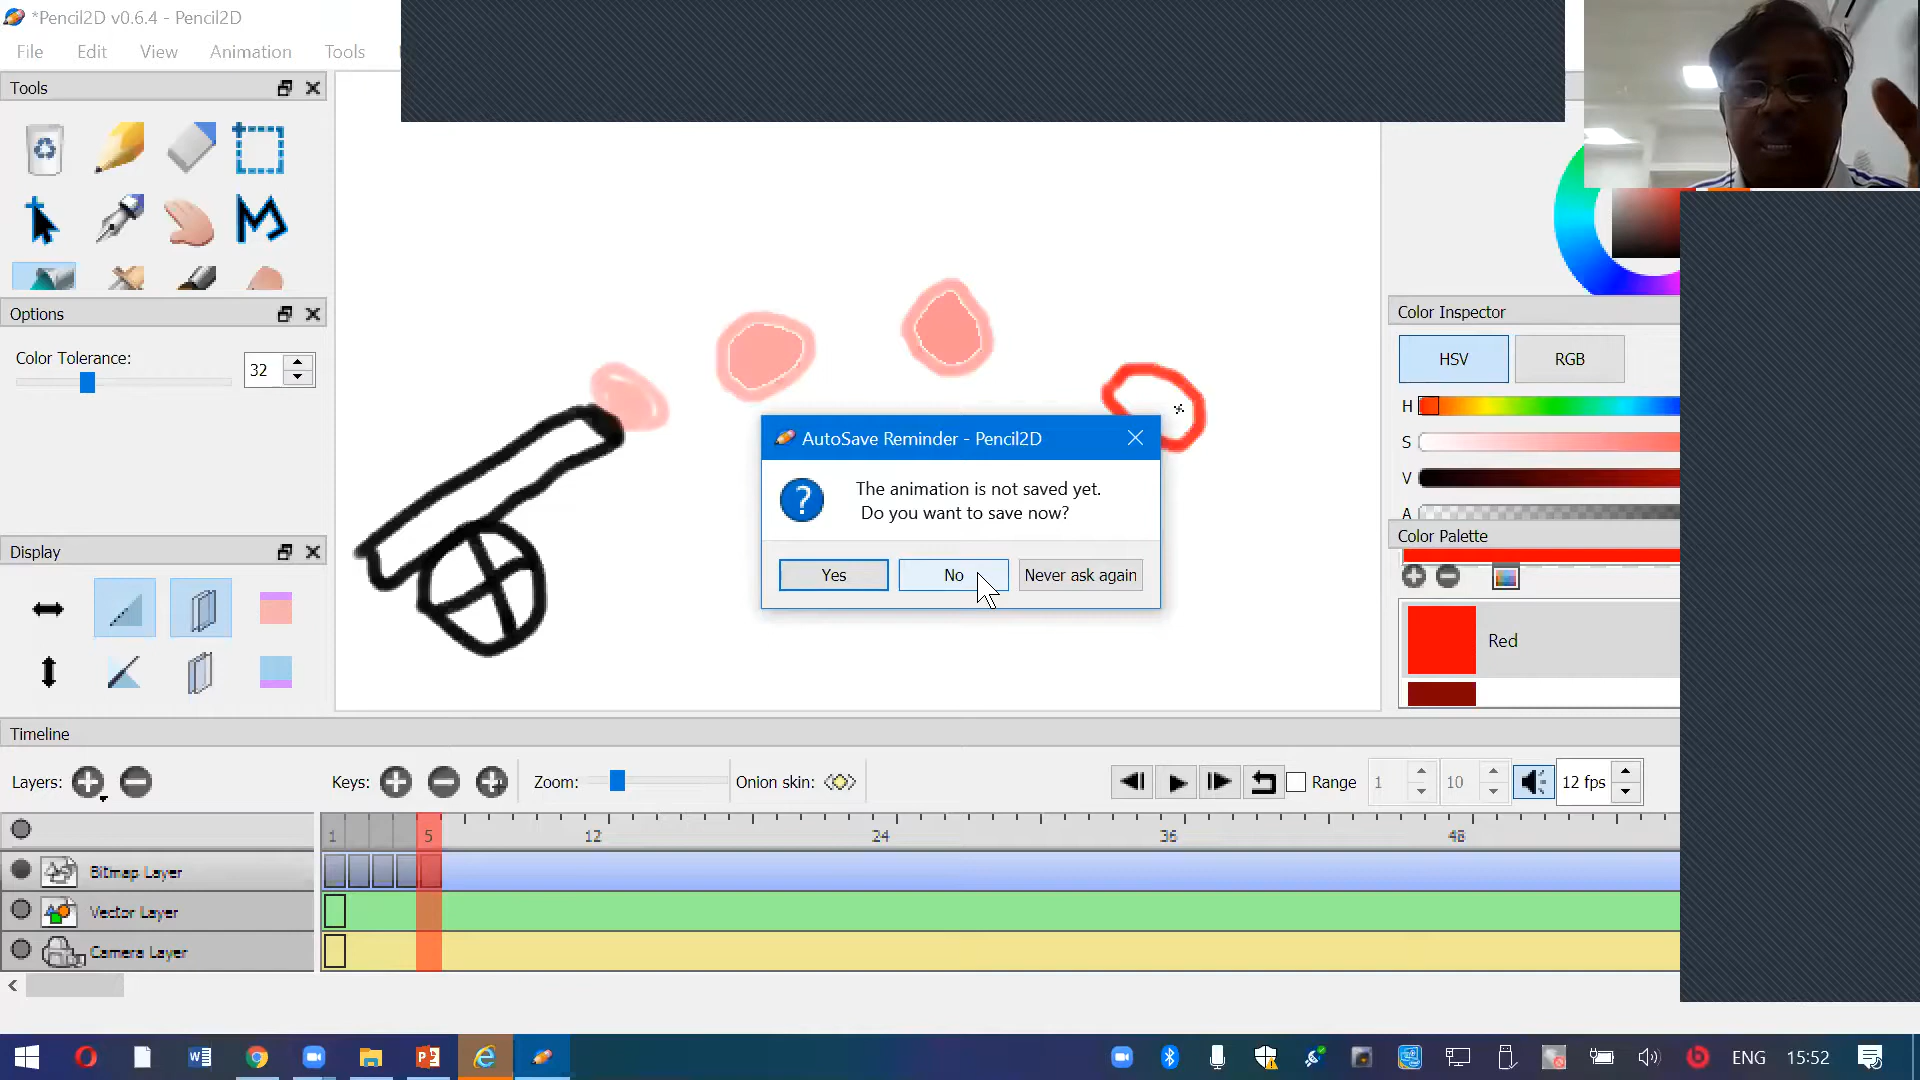 *Pencil2D v0.6.4 - Pencil2D
File Edit View Animation Tools
Tools
Options
Color Tolerance: 32
Display
AutoSave Reminder - Pencil2D
The animation is not saved yet.
Do you want to save now?
Yes No Never ask again
Color Inspector
HSV RGB
H
S
V
A
Color Palette
Red
Timeline
Layers: Keys: Zoom: Onion skin: Range 1 10 12 fps
1 5 12 24 36 48
Bitmap Layer
Vector Layer
Camera Layer
ENG 15:52